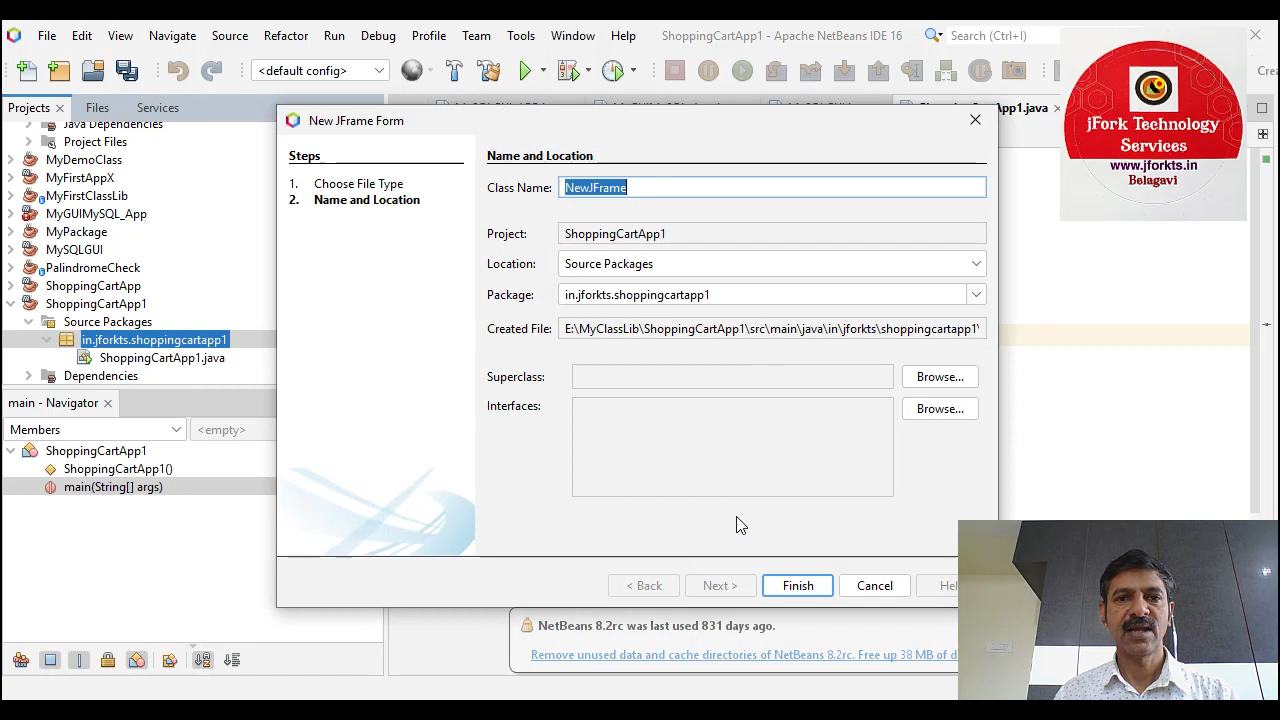 File Edit View Navigate Source Refactor Run Debug Profile Team Tools Window Help
ShoppingCartApp1 - Apache NetBeans IDE 16
Search (Ctrl+I)
<default config>
Projects
Files
Services
App1.java
Java Dependencies
Project Files
MyDemoClass
MyFirstAppX
MyFirstClassLib
MyGUIMySQL_App
MyPackage
MySQLGUI
PalindromeCheck
ShoppingCartApp
ShoppingCartApp1
Source Packages
in.jforkts.shoppingcartapp1
ShoppingCartApp1.java
Dependencies
main - Navigator
Members
<empty>
ShoppingCartApp1
ShoppingCartApp1()
main(String[] args)
New JFrame Form
Steps
1. Choose File Type
2. Name and Location
Name and Location
Class Name: NewJFrame
Project: ShoppingCartApp1
Location: Source Packages
Package: in.jforkts.shoppingcartapp1
Created File: E:\MyClassLib\ShoppingCartApp1\src\main\java\in\jforkts\shoppingcartapp1\
Superclass:
Browse...
Interfaces:
Browse...
< Back
Next >
Finish
Cancel
Hel
NetBeans 8.2rc was last used 831 days ago.
Remove unused data and cache directories of NetBeans 8.2rc. Free up 38 MB of d
jFork Technology
Services
www.jforkts.in
Belagavi